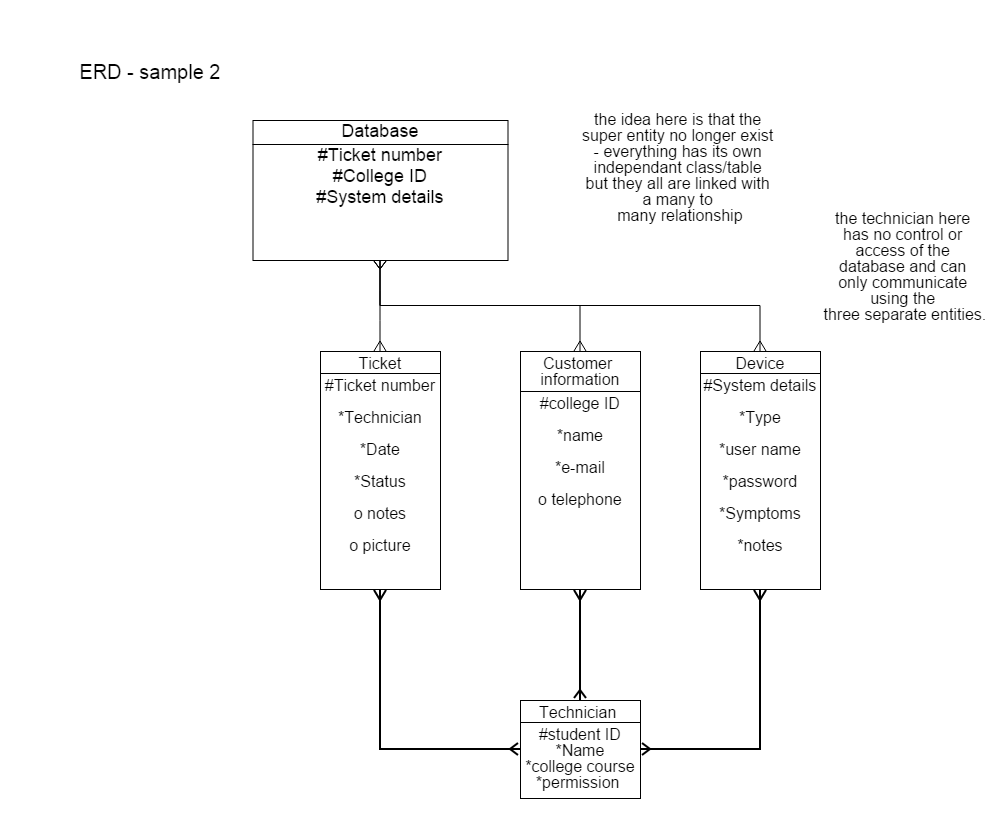 ERD - sample 2
Database
#Ticket number
#College ID
#System details
the idea here is that the
super entity no longer exist
- everything has its own
independant class/table
but they all are linked with
a many to
many relationship
the technician here
has no control or
access of the
database and can
only communicate
using the
three separate entities.
Ticket
#Ticket number
*Technician
*Date
*Status
o notes
o picture
Customer
information
#college ID
*name
*e-mail
o telephone
Device
#System details
*Type
*user name
*password
*Symptoms
*notes
Technician
#student ID
*Name
*college course
*permission